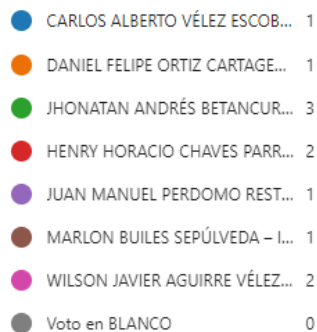 CARLOS ALBERTO VÉLEZ ESCOB... 1
DANIEL FELIPE ORTIZ CARTAGE... 1
JHONATAN ANDRÉS BETANCUR... 3
HENRY HORACIO CHAVES PARR... 2
JUAN MANUEL PERDOMO REST... 1
MARLON BUILES SEPÚLVEDA – I... 1
WILSON JAVIER AGUIRRE VÉLEZ... 2
Voto en BLANCO 0